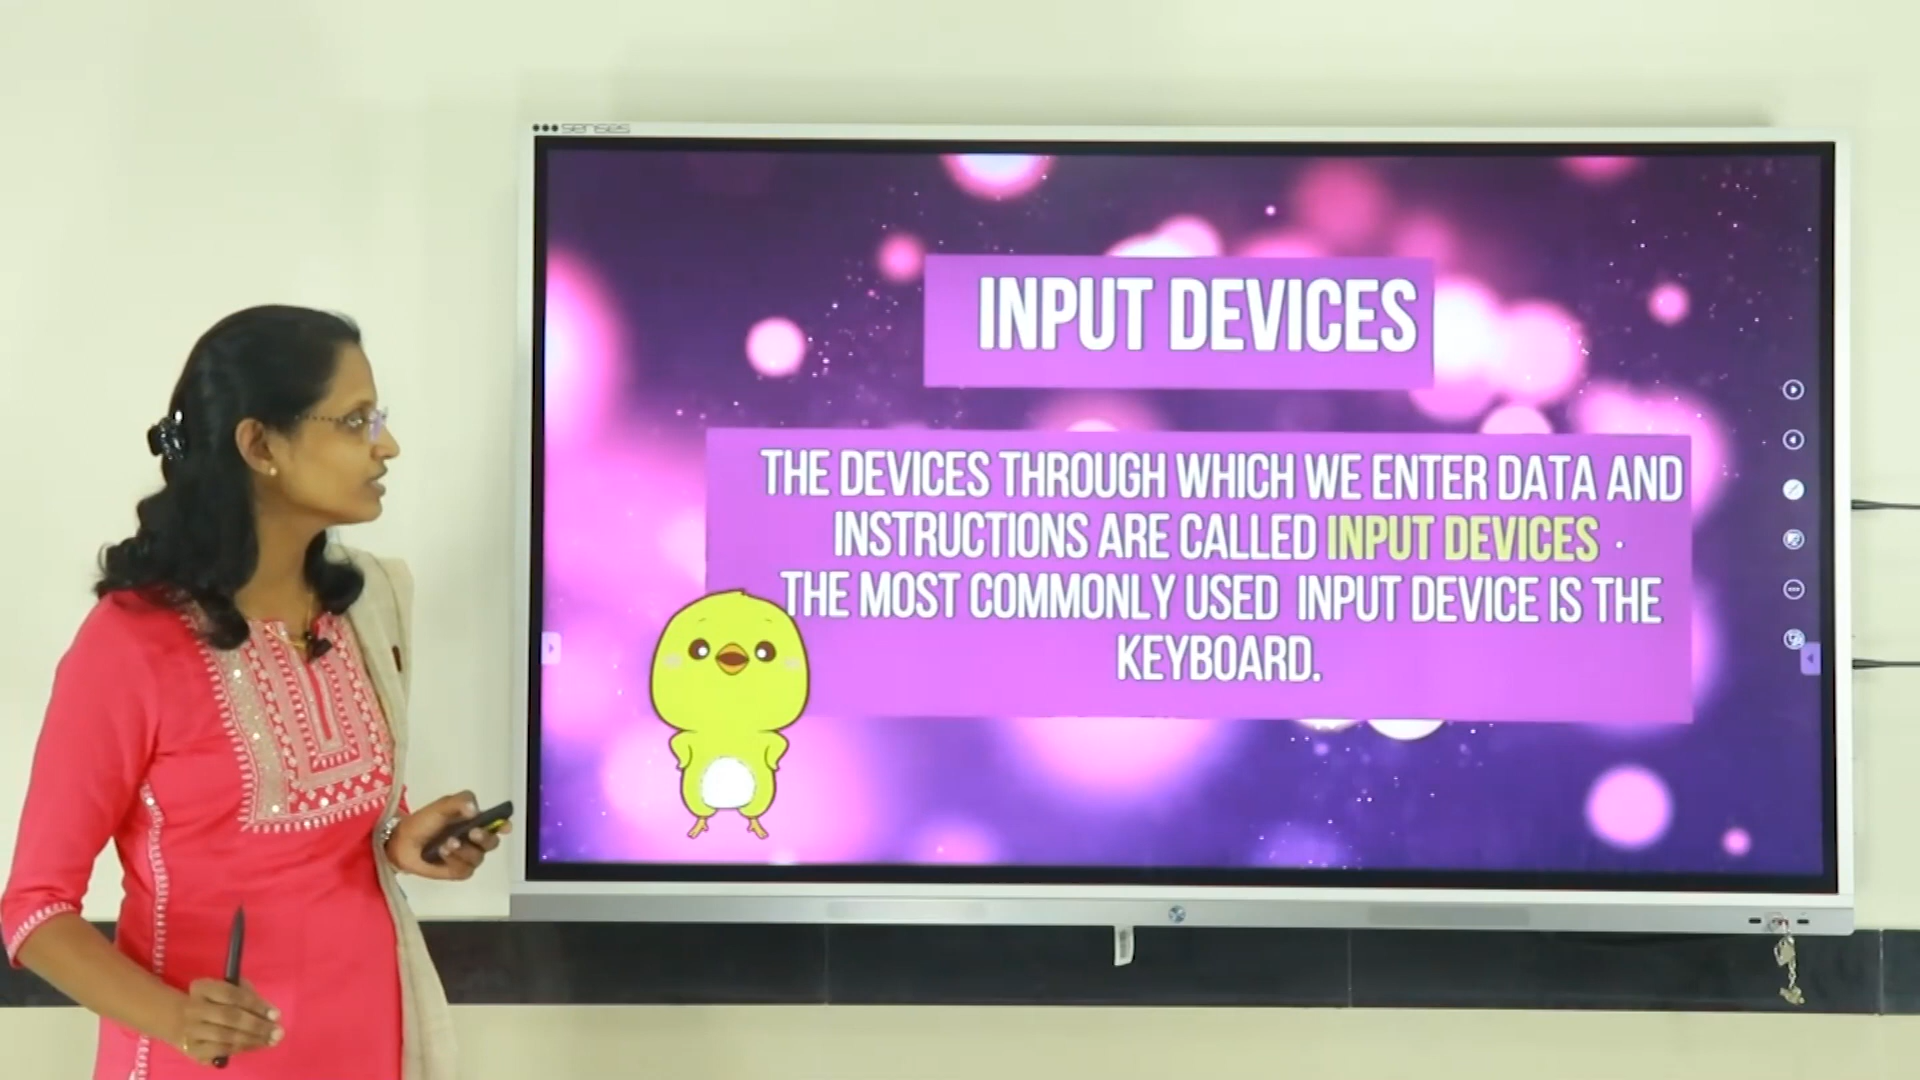 senses
INPUT DEVICES
THE DEVICES THROUGH WHICH WE ENTER DATA AND
INSTRUCTIONS ARE CALLED INPUT DEVICES .
THE MOST COMMONLY USED INPUT DEVICE IS THE
KEYBOARD.